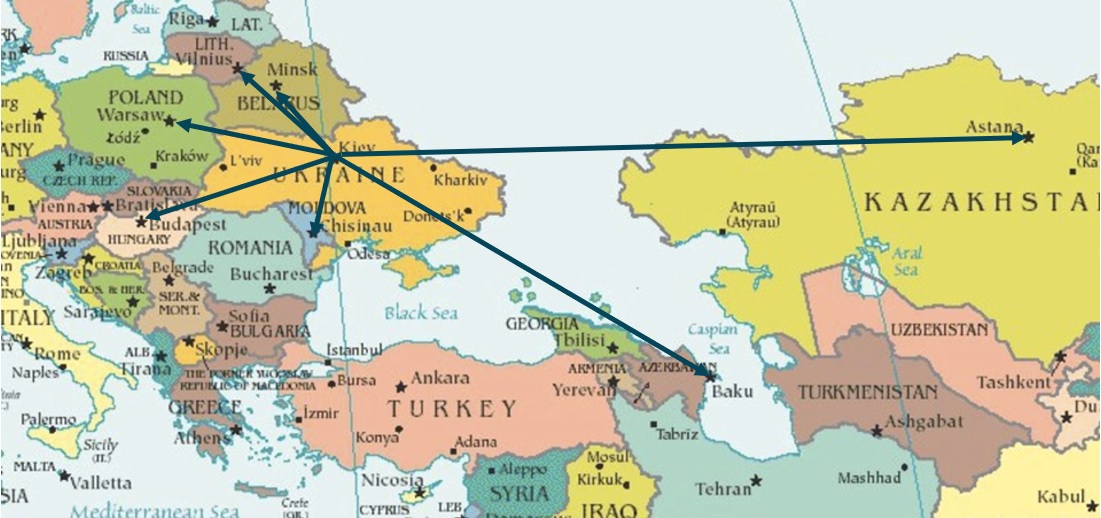 Baltic
Sea
Riga
LAT.
LITH.
Vilnius
RUSSIA
Minsk
BELARUS
POLAND
Warsaw
Łódź
Kraków
erlin
ANY
Prague
CZECH REP.
Kiev
L'viv
UKRAINE
Kharkiv
Donets'k
Astana
Qar
(Ka
KAZAKHSTA
Atyraū
(Atyrau)
Aral
Sea
SLOVAKIA
Vienna
Bratislava
AUSTRIA
Budapest
HUNGARY
MOLDOVA
Chisinau
Odesa
Ljubljana
Zagreb
CROATIA
BOS. & HER.
Sarajevo
Belgrade
SER.&
MONT.
ROMANIA
Bucharest
Black Sea
Sofia
BULGARIA
Skopje
THE FORMER YUGOSLAV
REPUBLIC OF MACEDONIA
ALB.
Tirana
GREECE
Athens
ITALY
Rome
Naples
Palermo
Sicily
(IT.)
MALTA
Valletta
Mediterranean Sea
Crete
(GR.)
Istanbul
Bursa
Ankara
TURKEY
İzmir
Konya
Adana
Nicosia
CYPRUS
LEB
Aleppo
SYRIA
Damascus
Mosul
Kirkuk
IRAQ
GEORGIA
Tbilisi
ARMENIA
Yerevan
AZERBAIJAN
Baku
Caspian
Sea
Tabriz
Tehran
Mashhad
TURKMENISTAN
Ashgabat
UZBEKISTAN
Tashkent
Du
Kabul